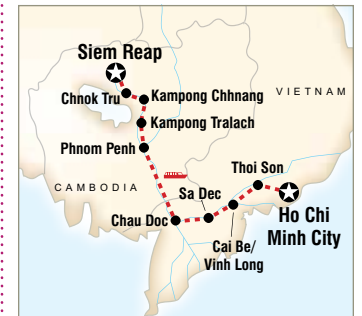 Siem Reap
Chnok Tru
Kampong Chhnang
VIETNAM
Kampong Tralach
Phnom Penh
Thoi Son
CAMBODIA
Sa Dec
Chau Doc
Ho Chi
Minh City
Cai Be/
Vinh Long